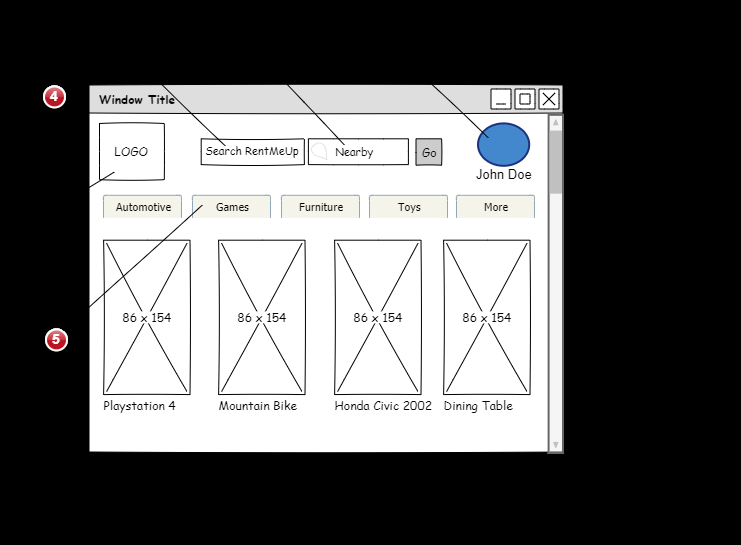 4
Window Title
LOGO
Search RentMeUp
Nearby
Go
John Doe
Automotive
Games
Furniture
Toys
More
86 x 154
86 x 154
86 x 154
86 x 154
5
Playstation 4
Mountain Bike
Honda Civic 2002
Dining Table